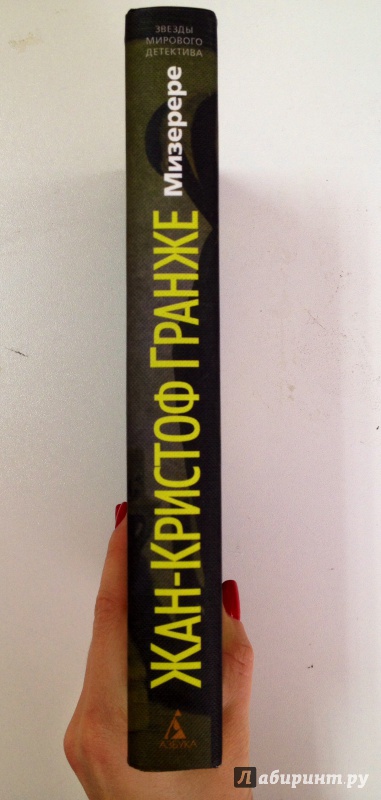 ЗВЕЗДЫ
МИРОВОГО
ДЕТЕКТИВА
ЖАН-КРИСТОФ ГРАНЖЕ Мизерере
АЗБУКА
Лабиринт.ру